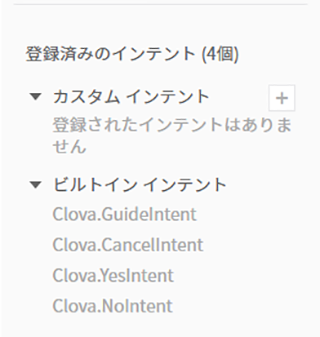 登録済みのインテント (4個)
カスタム インテント
登録されたインテントはありま
せん
ビルトイン インテント
Clova.GuideIntent
Clova.CancelIntent
Clova.YesIntent
Clova.NoIntent